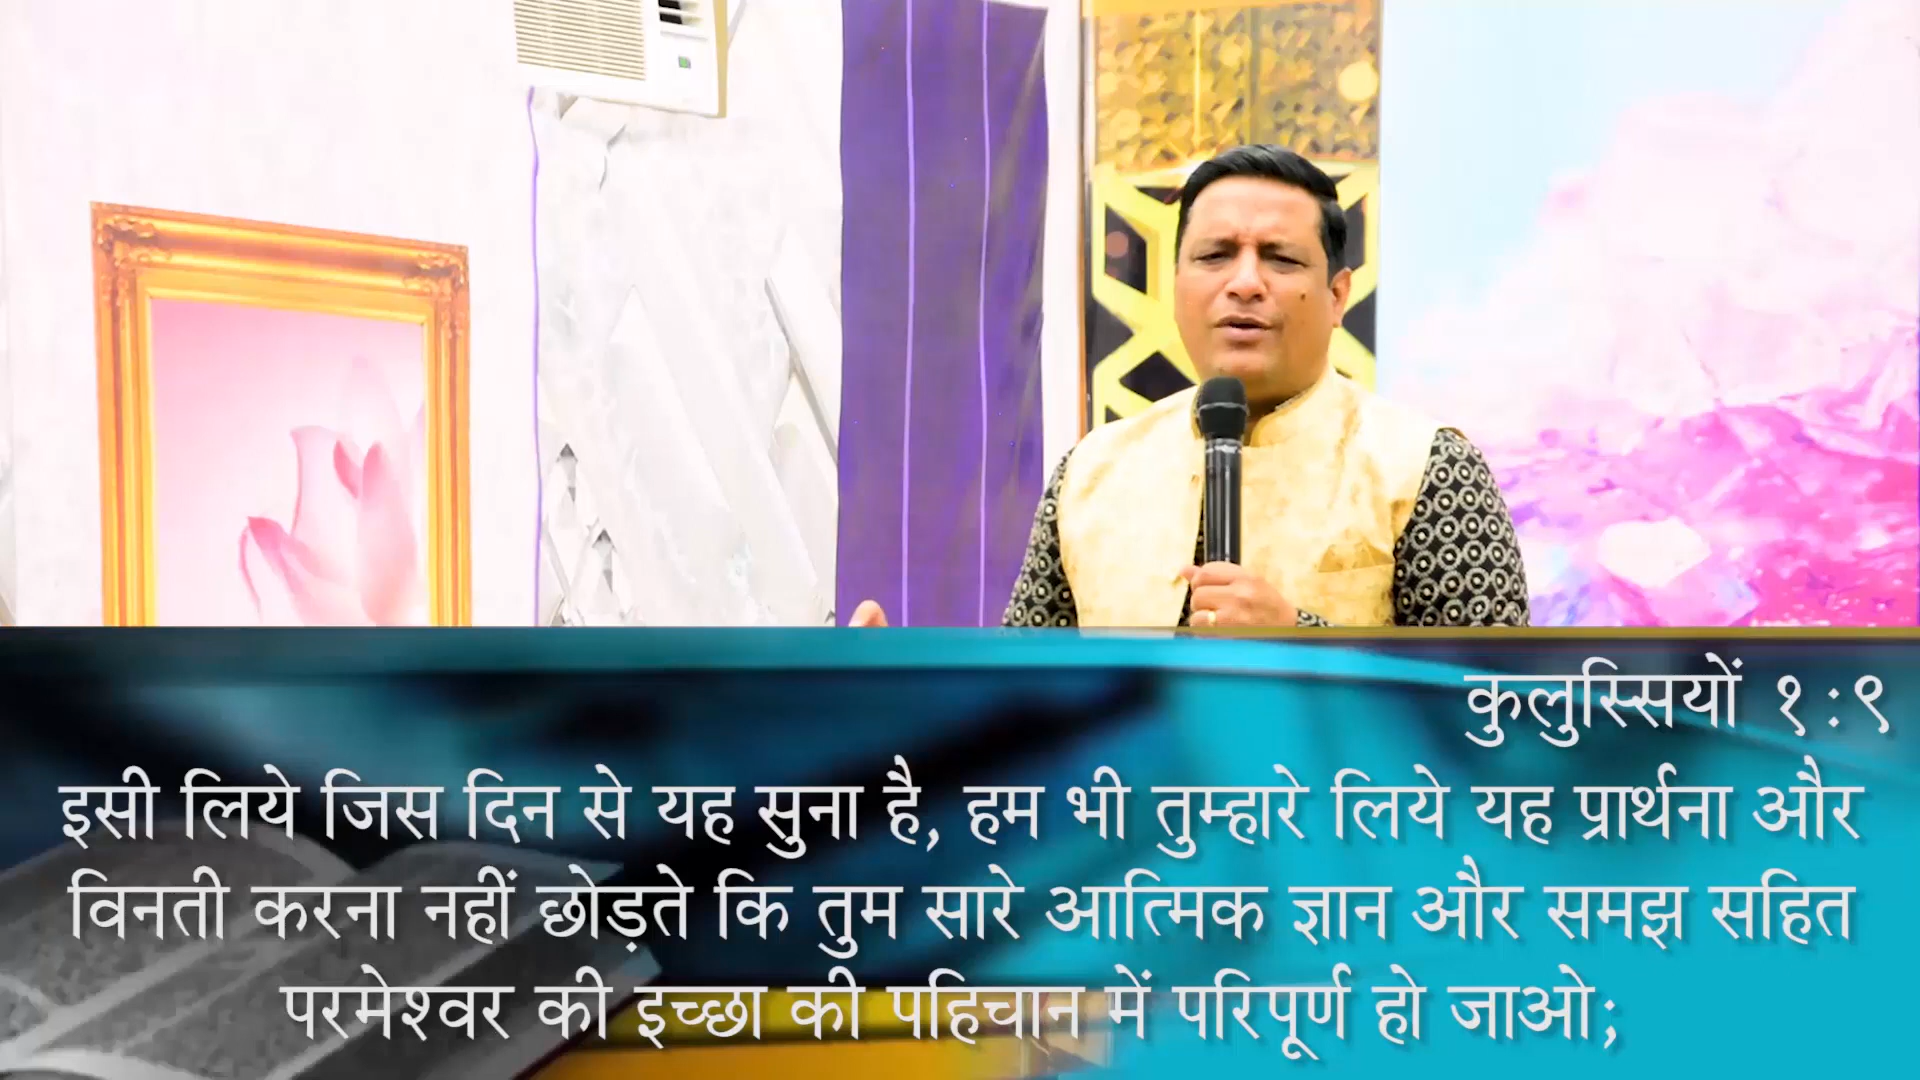 कुलुस्सियों १:९
इसी लिये जिस दिन से यह सुना है, हम भी तुम्हारे लिये यह प्रार्थना और
विनती करना नहीं छोड़ते कि तुम सारे आत्मिक ज्ञान और समझ सहित
परमेश्वर की इच्छा की पहिचान में परिपूर्ण हो जाओ;